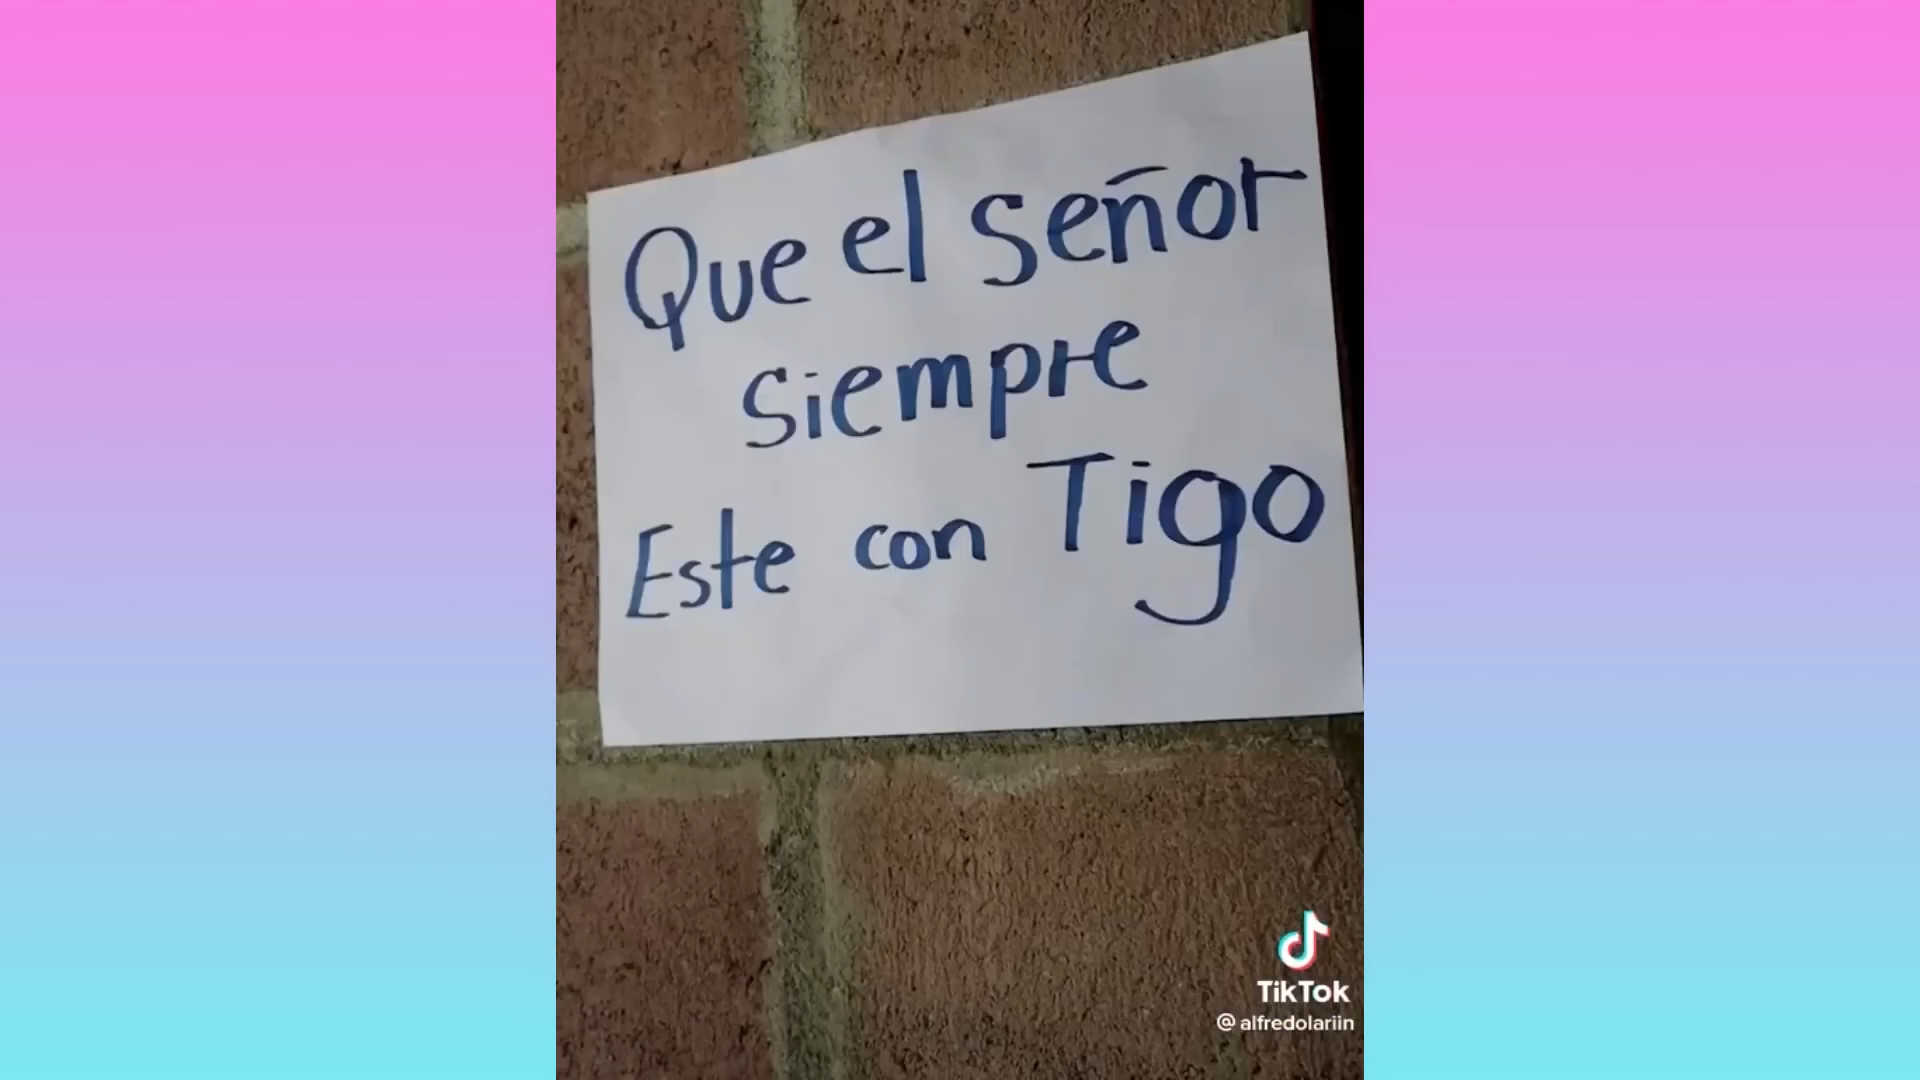 Que el señor
siempre
Este con Tigo
TikTok
@alfredolariin